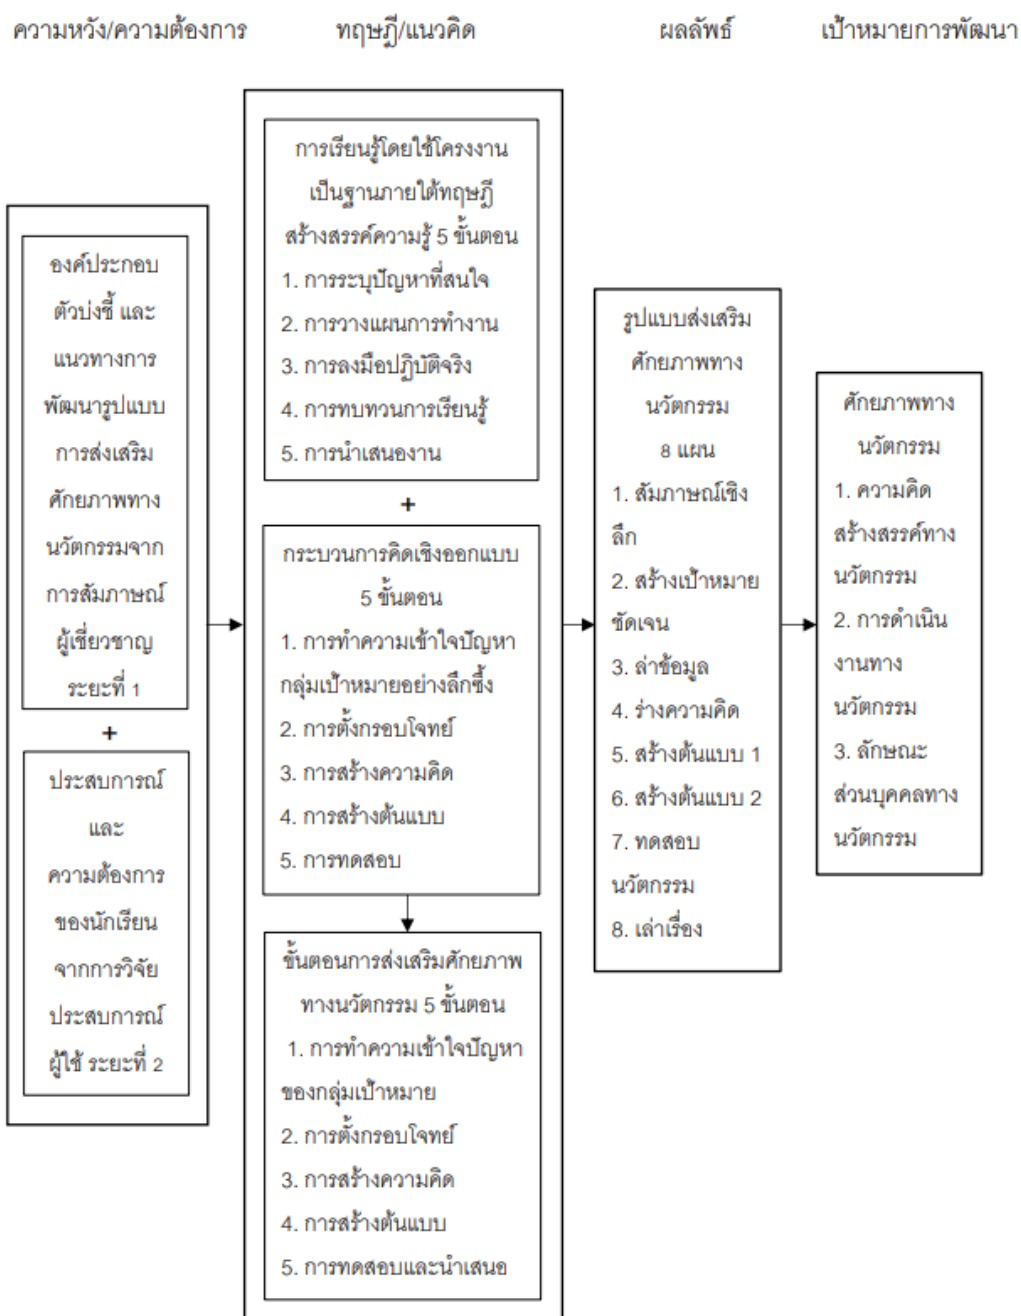 ความหวัง/ความต้องการ
ทฤษฎี/แนวคิด
ผลลัพธ์
เป้าหมายการพัฒนา
องค์ประกอบ
ตัวบ่งชี้ และ
แนวทางการ
พัฒนารูปแบบ
การส่งเสริม
ศักยภาพทาง
นวัตกรรมจาก
การสัมภาษณ์
ผู้เชี่ยวชาญ
ระยะที่ 1
+
ประสบการณ์
และ
ความต้องการ
ของนักเรียน
จากการวิจัย
ประสบการณ์
ผู้ใช้ ระยะที่ 2
การเรียนรู้โดยใช้โครงงาน
เป็นฐานภายใต้ทฤษฎี
สร้างสรรค์ความรู้ 5 ขั้นตอน
1. การระบุปัญหาที่สนใจ
2. การวางแผนการทำงาน
3. การลงมือปฏิบัติจริง
4. การทบทวนการเรียนรู้
5. การนำเสนองาน
+
กระบวนการคิดเชิงออกแบบ
5 ขั้นตอน
1. การทำความเข้าใจปัญหา
กลุ่มเป้าหมายอย่างลึกซึ้ง
2. การตั้งกรอบโจทย์
3. การสร้างความคิด
4. การสร้างต้นแบบ
5. การทดสอบ
ขั้นตอนการส่งเสริมศักยภาพ
ทางนวัตกรรม 5 ขั้นตอน
1. การทำความเข้าใจปัญหา
ของกลุ่มเป้าหมาย
2. การตั้งกรอบโจทย์
3. การสร้างความคิด
4. การสร้างต้นแบบ
5. การทดสอบและนำเสนอ
รูปแบบส่งเสริม
ศักยภาพทาง
นวัตกรรม
8 แผน
1. สัมภาษณ์เชิง
ลึก
2. สร้างเป้าหมาย
ชัดเจน
3. ล่าข้อมูล
4. ร่างความคิด
5. สร้างต้นแบบ 1
6. สร้างต้นแบบ 2
7. ทดสอบ
นวัตกรรม
8. เล่าเรื่อง
ศักยภาพทาง
นวัตกรรม
1. ความคิด
สร้างสรรค์ทาง
นวัตกรรม
2. การดำเนิน
งานทาง
นวัตกรรม
3. ลักษณะ
ส่วนบุคคลทาง
นวัตกรรม